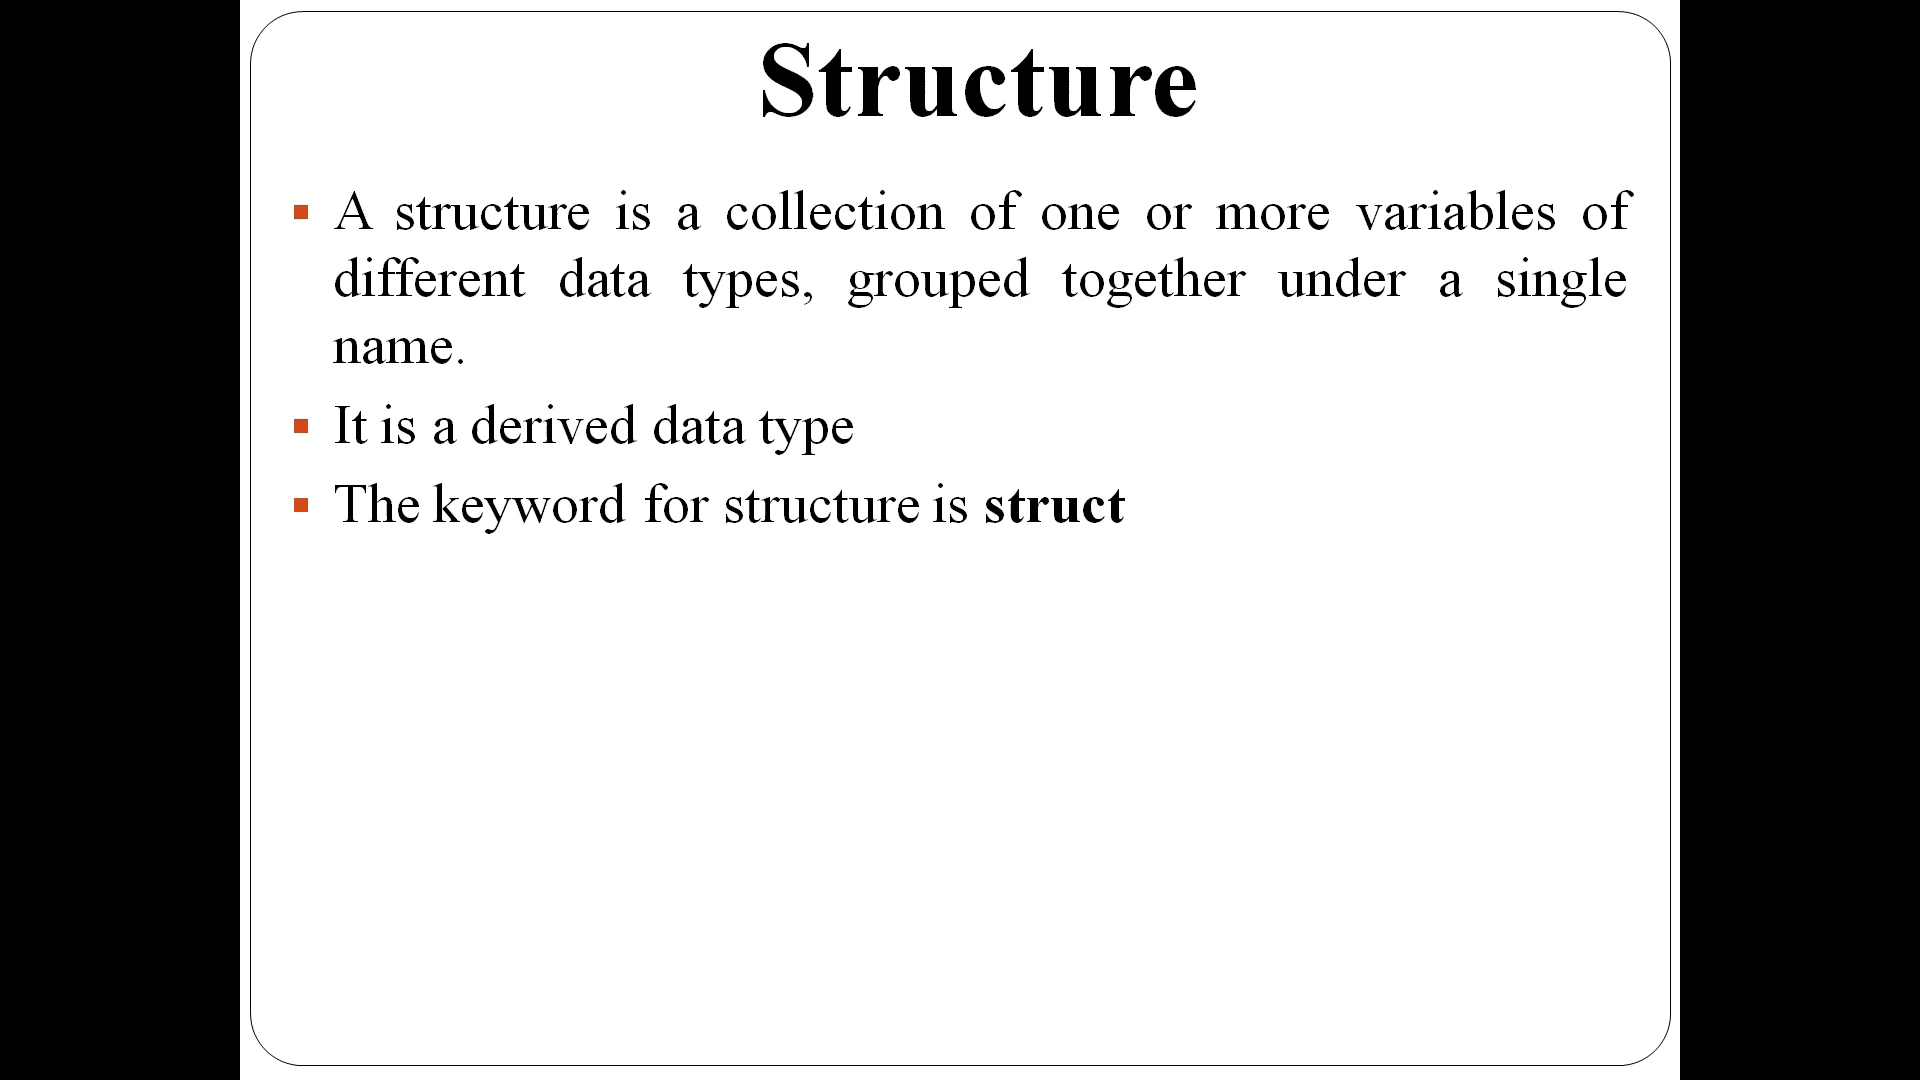 Structure
A structure is a collection of one or more variables of
different data types, grouped together under a single
name.
It is a derived data type
The keyword for structure is struct